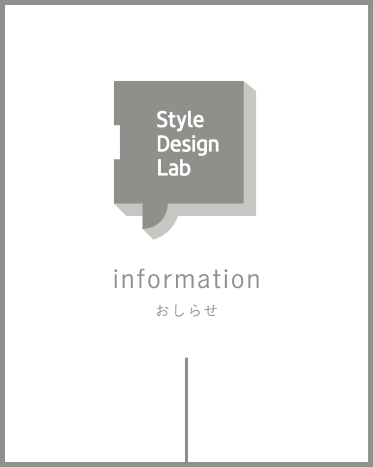 Style
Design
Lab
information
おしらせ